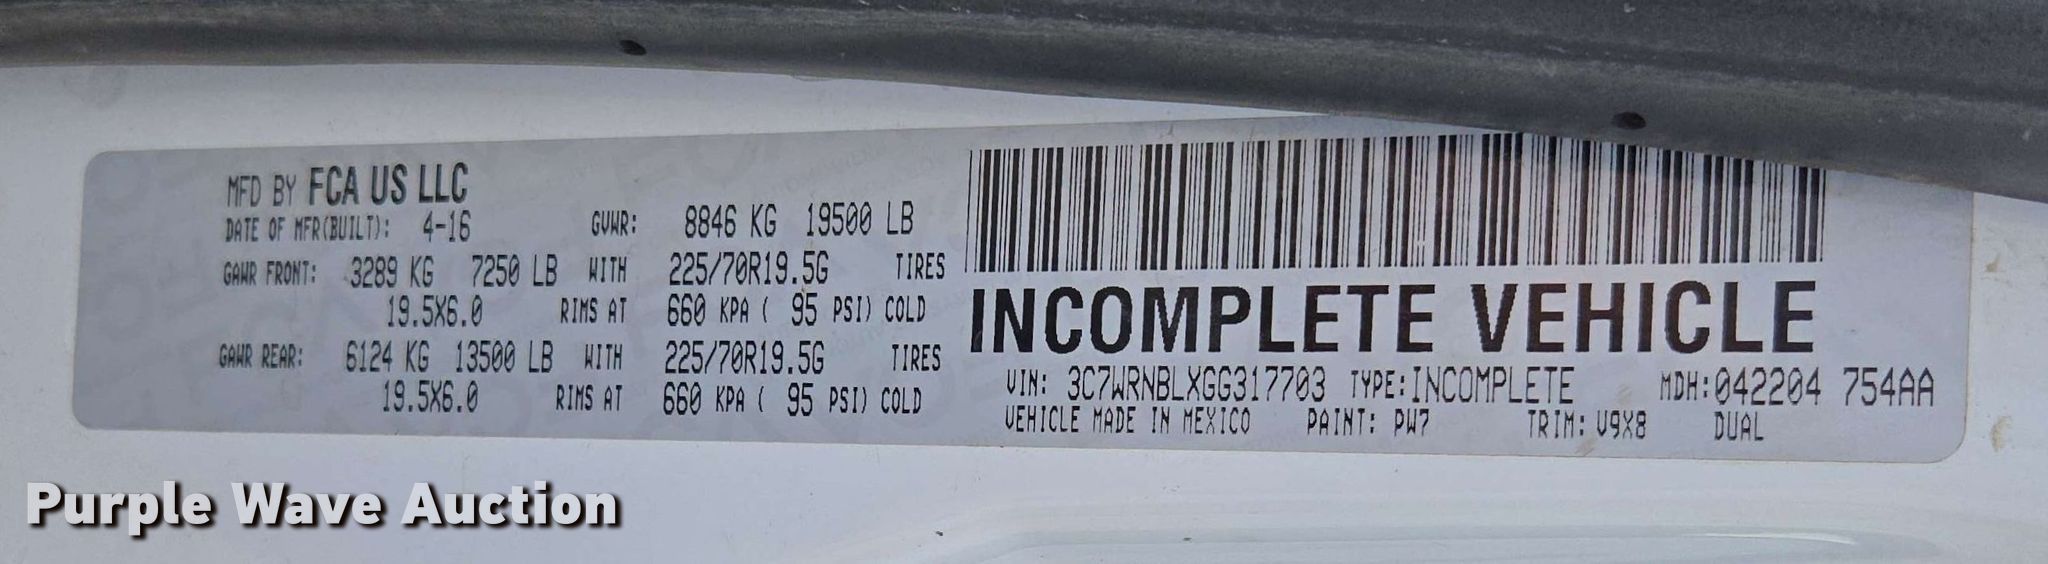 MFD BY FCA US LLC
DATE OF MFR(BUILT): 4-16 GVWR: 8846 KG 19500 LB
GAWR FRONT: 3289 KG 7250 LB WITH 225/70R19.5G TIRES
19.5X6.0 RIMS AT 660 KPA ( 95 PSI) COLD
GAWR REAR: 6124 KG 13500 LB WITH 225/70R19.5G TIRES
19.5X6.0 RIMS AT 660 KPA ( 95 PSI) COLD
INCOMPLETE VEHICLE
VIN: 3C7WRNBLXGG317703 TYPE:INCOMPLETE MDH:042204 754AA
VEHICLE MADE IN MEXICO PAINT: PW7 TRIM: V9X8 DUAL
Purple Wave Auction